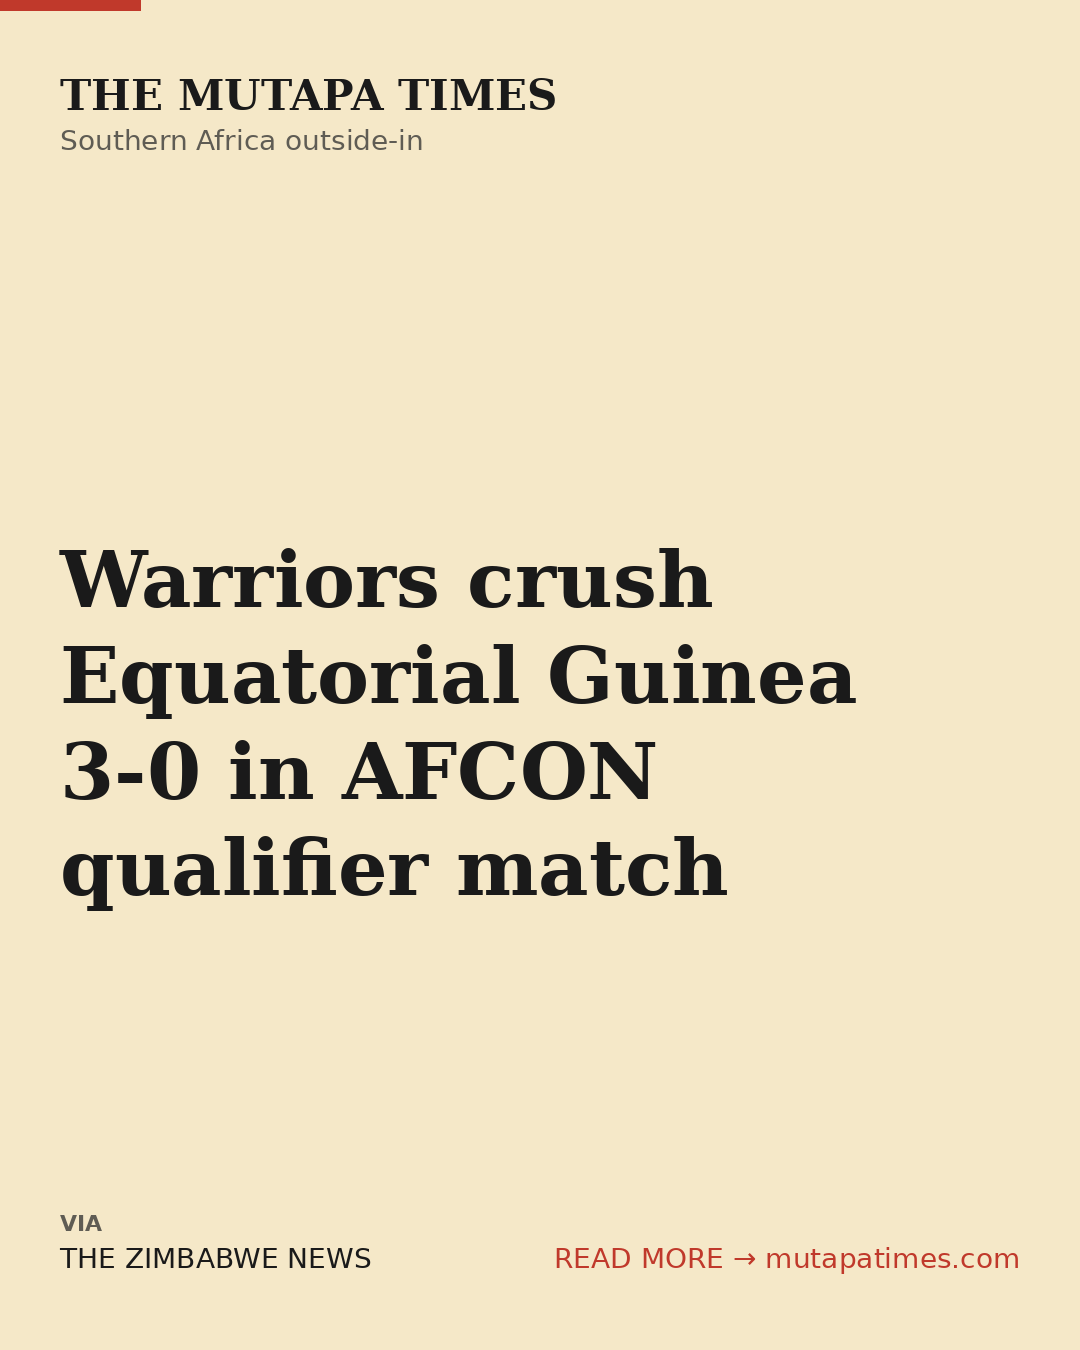 THE MUTAPA TIMES
Southern Africa outside-in
Warriors crush
Equatorial Guinea
3-0 in AFCON
qualifier match
VIA
THE ZIMBABWE NEWS
READ MORE → mutapatimes.com